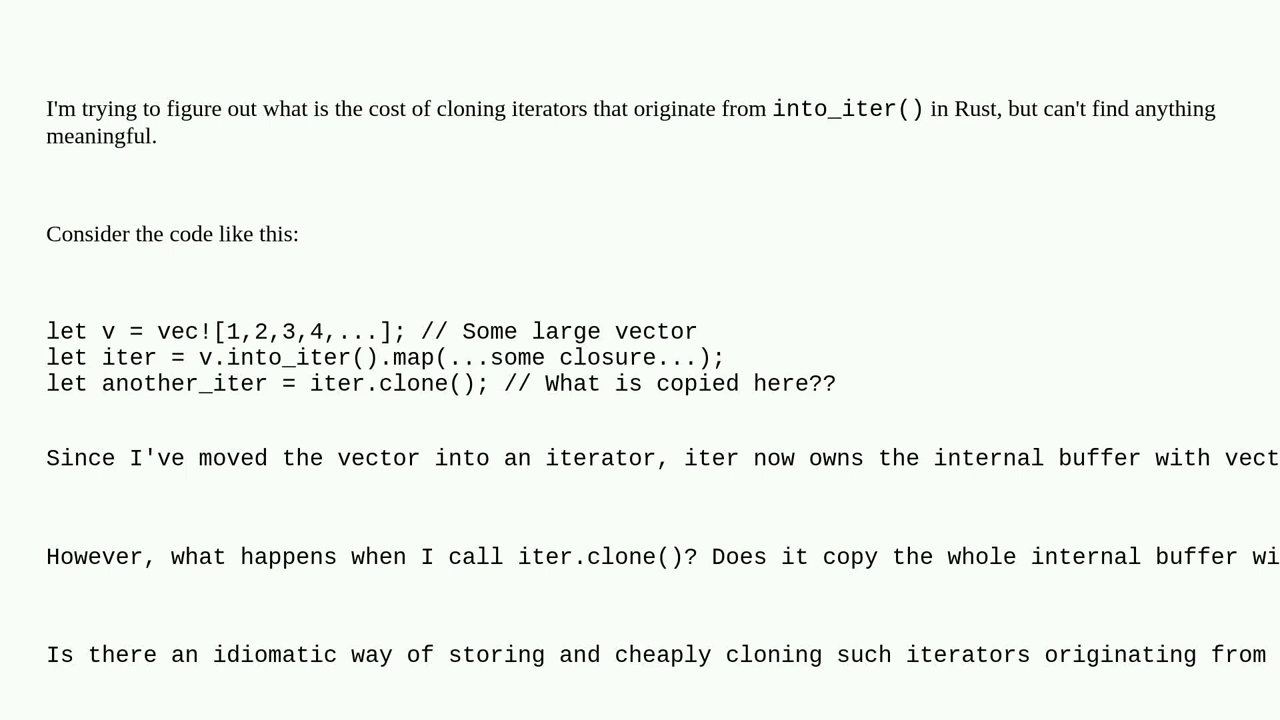 I'm trying to figure out what is the cost of cloning iterators that originate from into_iter() in Rust, but can't find anything
meaningful.
Consider the code like this:
let v = vec![1,2,3,4,...]; // Some large vector
let iter = v.into_iter().map(...some closure...);
let another_iter = iter.clone(); // What is copied here??
Since I've moved the vector into an iterator, iter now owns the internal buffer with vect
However, what happens when I call iter.clone()? Does it copy the whole internal buffer wi
Is there an idiomatic way of storing and cheaply cloning such iterators originating from